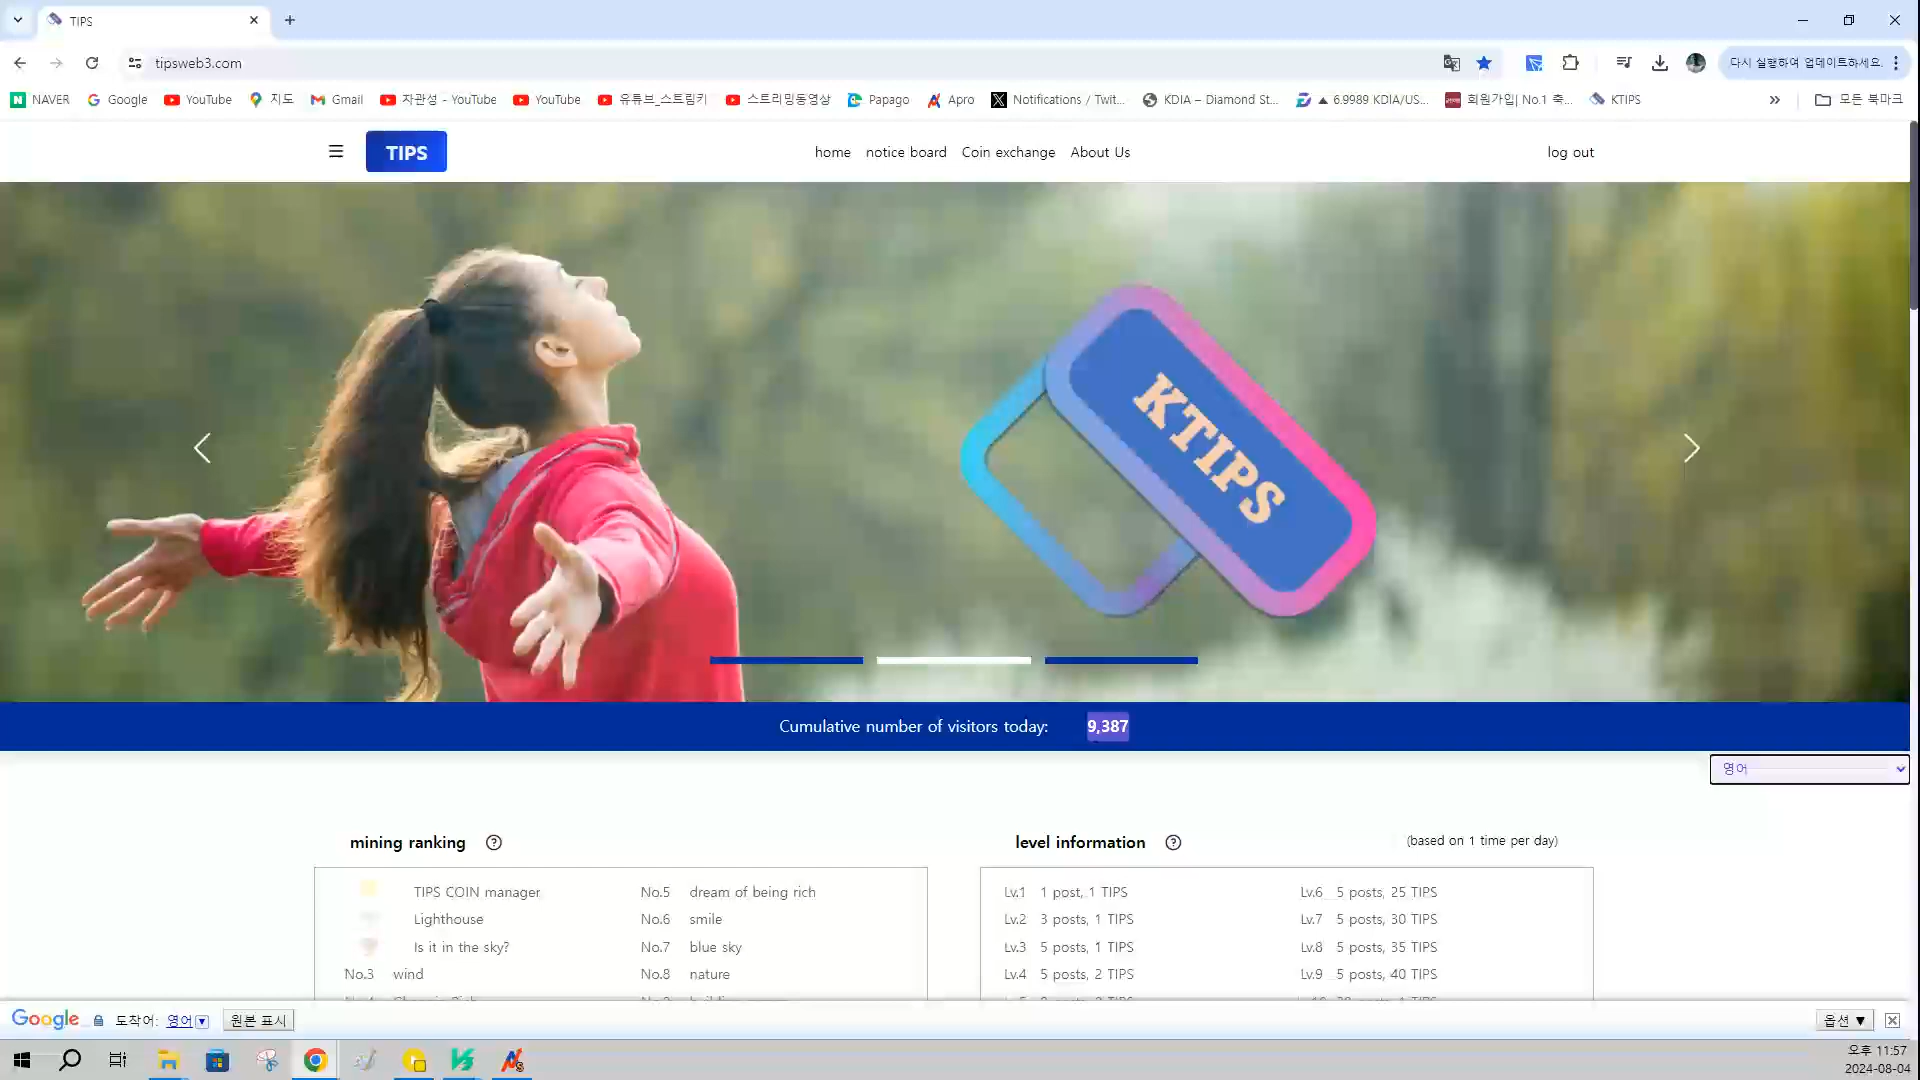 TIPS
tipsweb3.com
다시 실행하여 업데이트하세요.
NAVER Google YouTube 지도 Gmail 자관성 - YouTube YouTube 유튜브_스트림키 스트리밍동영상 Papago Apro Notifications / Twit... KDIA – Diamond St... ▲ 6.9989 KDIA/US... 회원가입| No.1 축... KTIPS » 모든 북마크
TIPS home notice board Coin exchange About Us log out
KTIPS
Cumulative number of visitors today: 9,387
영어
mining ranking ?
TIPS COIN manager No.5 dream of being rich
Lighthouse No.6 smile
Is it in the sky? No.7 blue sky
No.3 wind No.8 nature
level information ? (based on 1 time per day)
Lv.1 1 post, 1 TIPS Lv.6 5 posts, 25 TIPS
Lv.2 3 posts, 1 TIPS Lv.7 5 posts, 30 TIPS
Lv.3 5 posts, 1 TIPS Lv.8 5 posts, 35 TIPS
Lv.4 5 posts, 2 TIPS Lv.9 5 posts, 40 TIPS
Google 도착어: 영어▼ 원본 표시 옵션 ▼
오후 11:57
2024-08-04